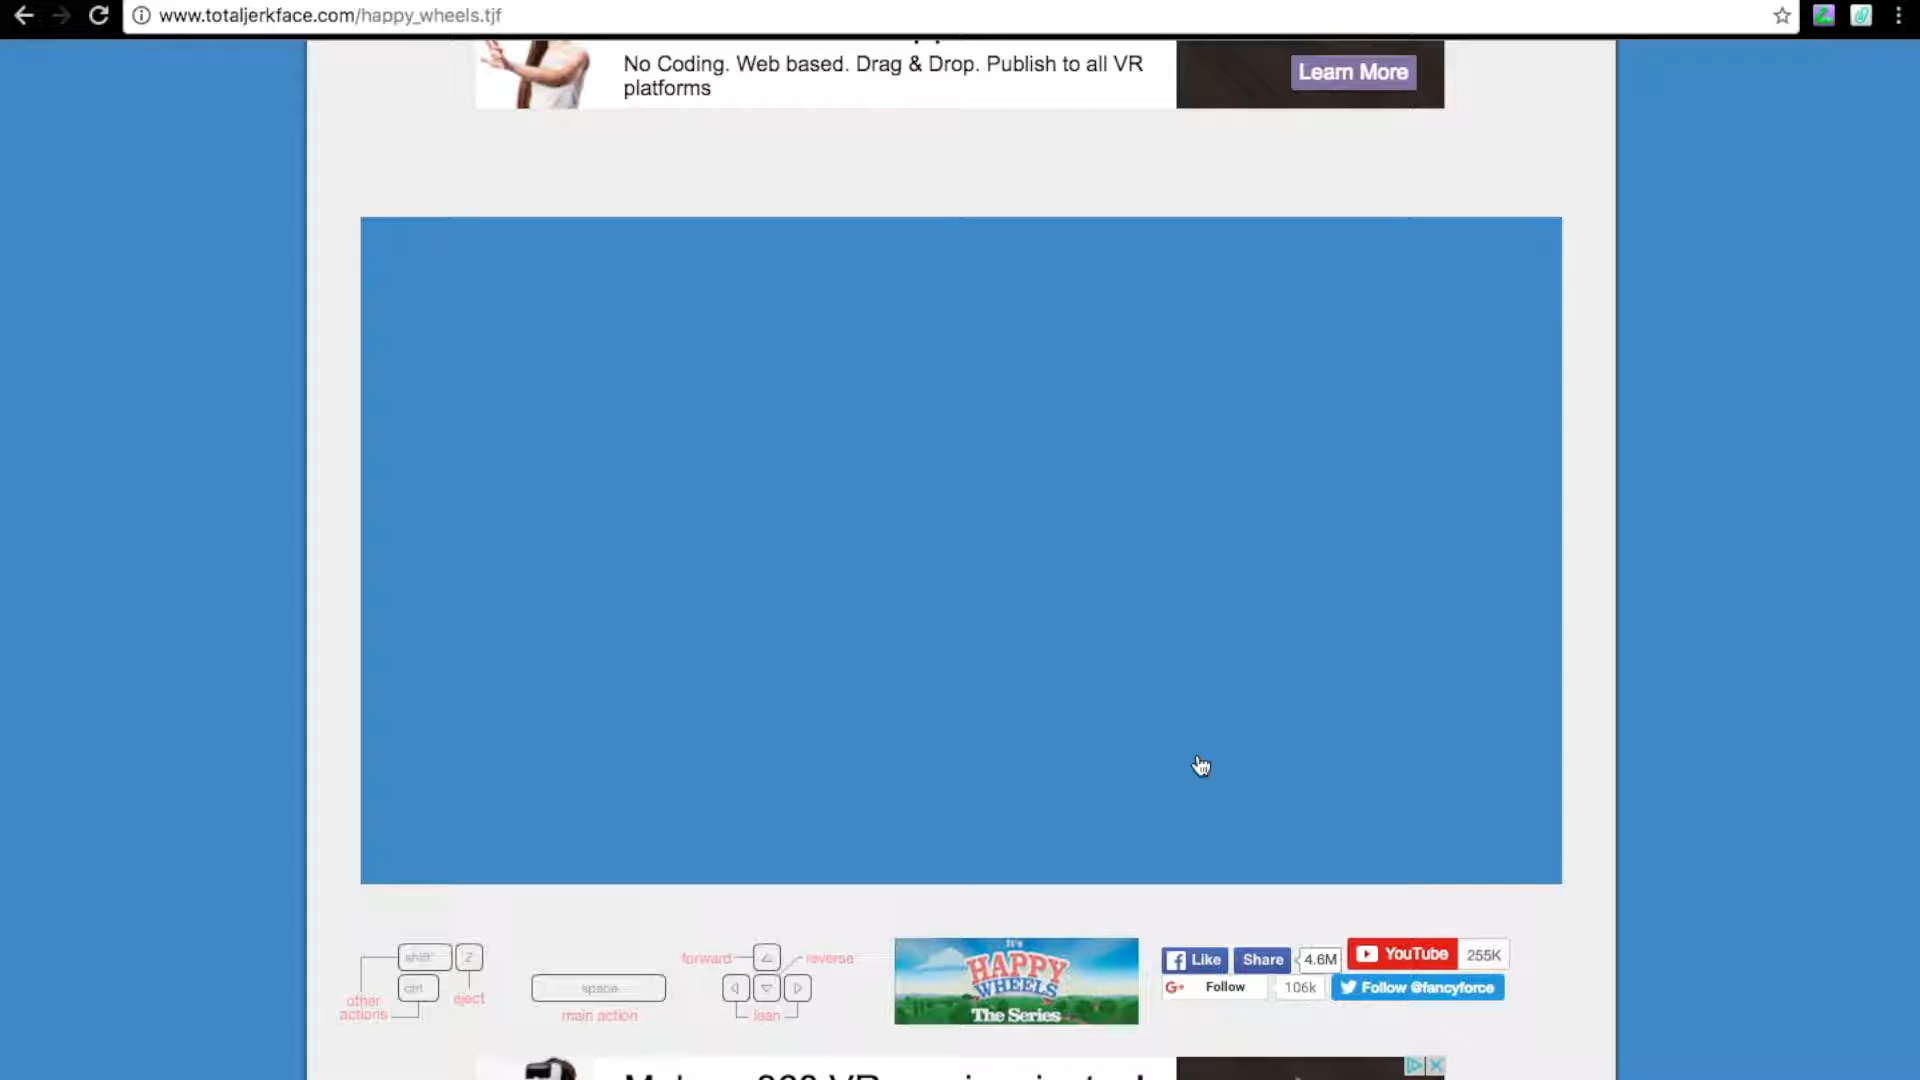 www.totaljerkface.com/happy_wheels.tjf
No Coding. Web based. Drag & Drop. Publish to all VR
platforms
Learn More
shift Z
ctrl
other
actions
eject
space
main action
forward
reverse
lean
It's
HAPPY
WHEELS
The Series
Like Share 4.6M
YouTube 255K
G+ Follow 106k
Follow @fancyforce